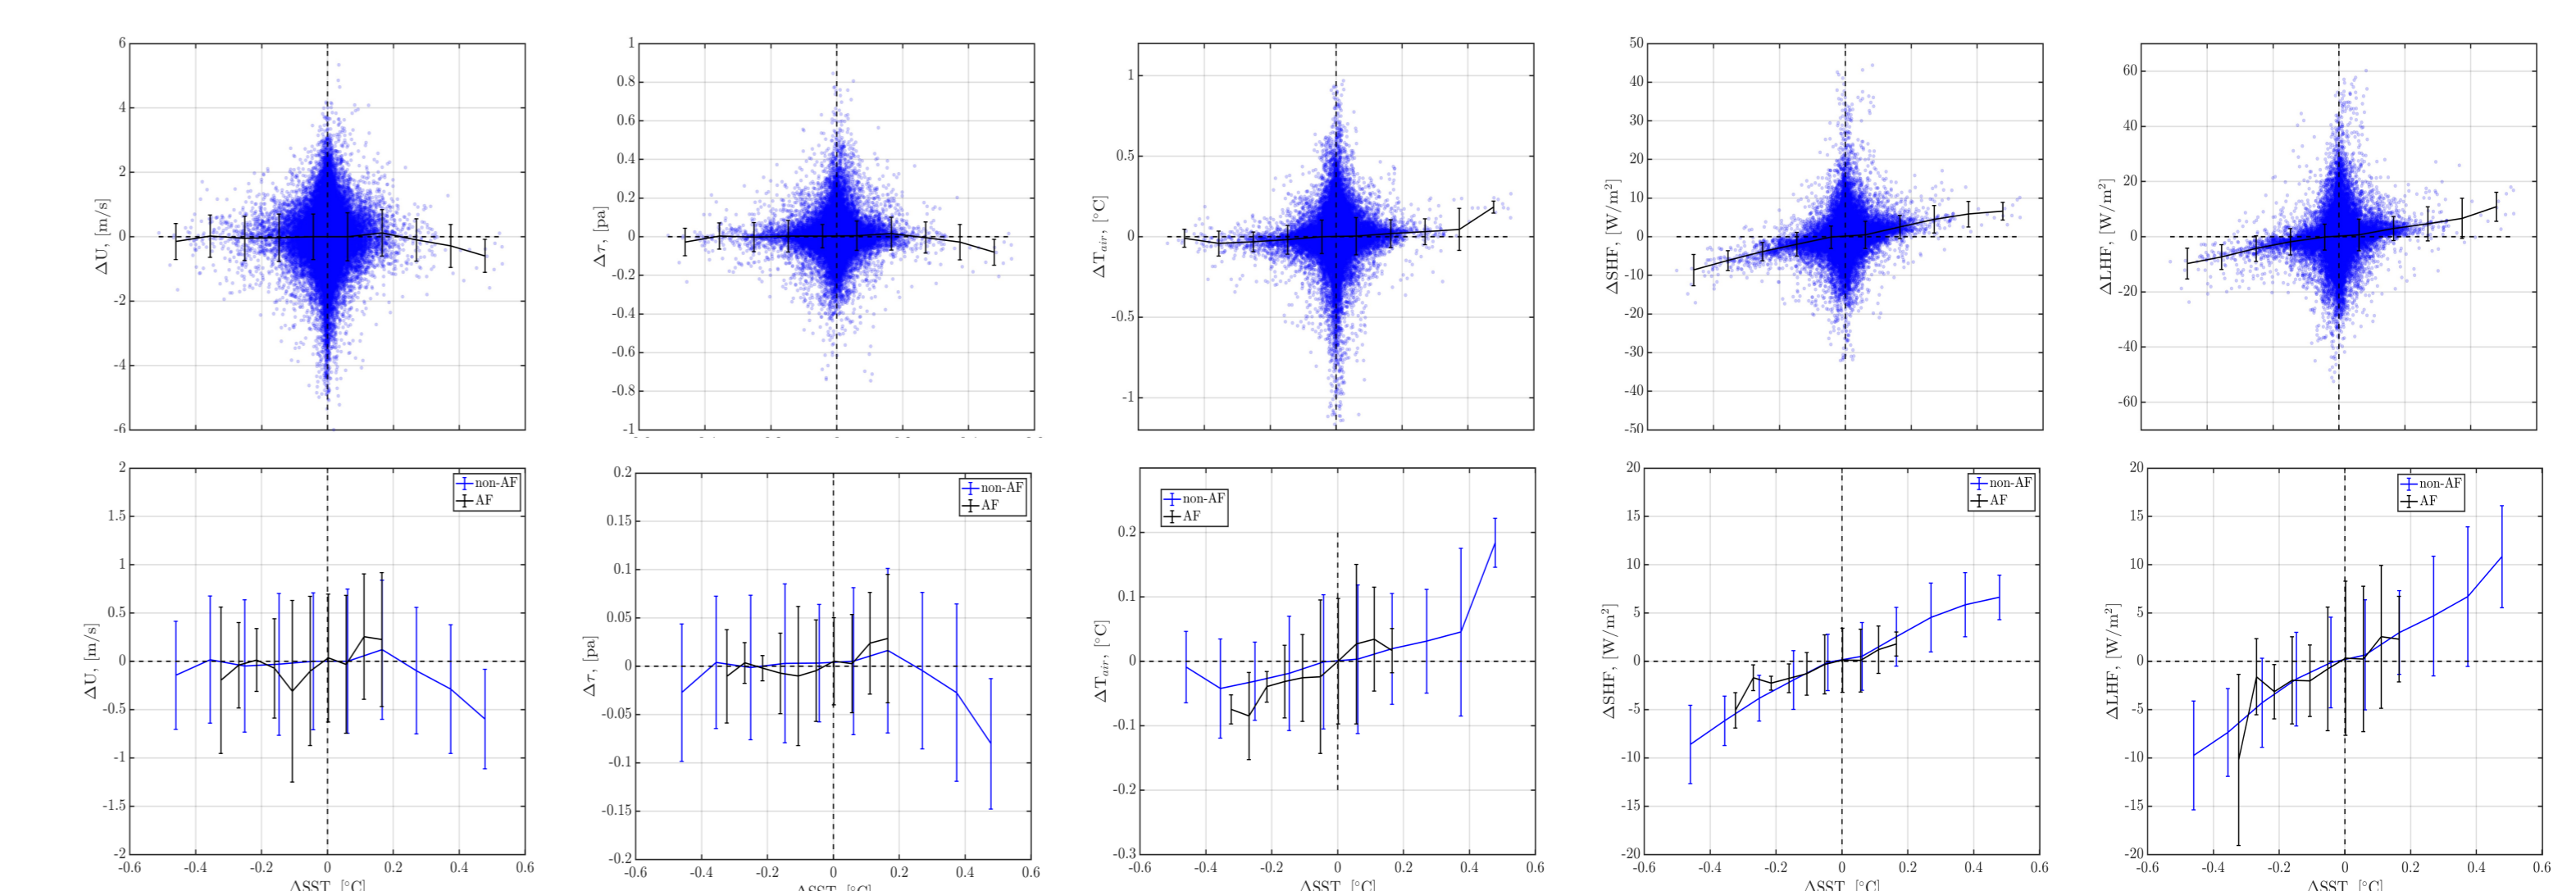 ΔU, [m/s]
6
4
2
0
-2
-4
-6
Δτ, [pa]
1
0.8
0.6
0.4
0.2
0
-0.2
-0.4
-0.6
-0.8
-1
ΔT_air, [°C]
1
0.5
0
-0.5
-1
ΔSHF, [W/m²]
50
40
30
20
10
0
-10
-20
-30
-40
-50
ΔLHF, [W/m²]
60
40
20
0
-20
-40
-60
ΔU, [m/s]
2
1.5
1
0.5
0
-0.5
-1
-1.5
-2
non-AF
AF
-0.6 -0.4 -0.2 0 0.2 0.4 0.6
ΔSST, [°C]
Δτ, [pa]
0.2
0.15
0.1
0.05
0
-0.05
-0.1
-0.15
-0.2
non-AF
AF
-0.6 -0.4 -0.2 0 0.2 0.4 0.6
ΔSST, [°C]
ΔT_air, [°C]
0.2
0.1
0
-0.1
-0.2
-0.3
non-AF
AF
-0.6 -0.4 -0.2 0 0.2 0.4 0.6
ΔSST, [°C]
ΔSHF, [W/m²]
20
15
10
5
0
-5
-10
-15
-20
non-AF
AF
-0.6 -0.4 -0.2 0 0.2 0.4 0.6
ΔSST, [°C]
ΔLHF, [W/m²]
20
15
10
5
0
-5
-10
-15
-20
non-AF
AF
-0.6 -0.4 -0.2 0 0.2 0.4 0.6
ΔSST, [°C]